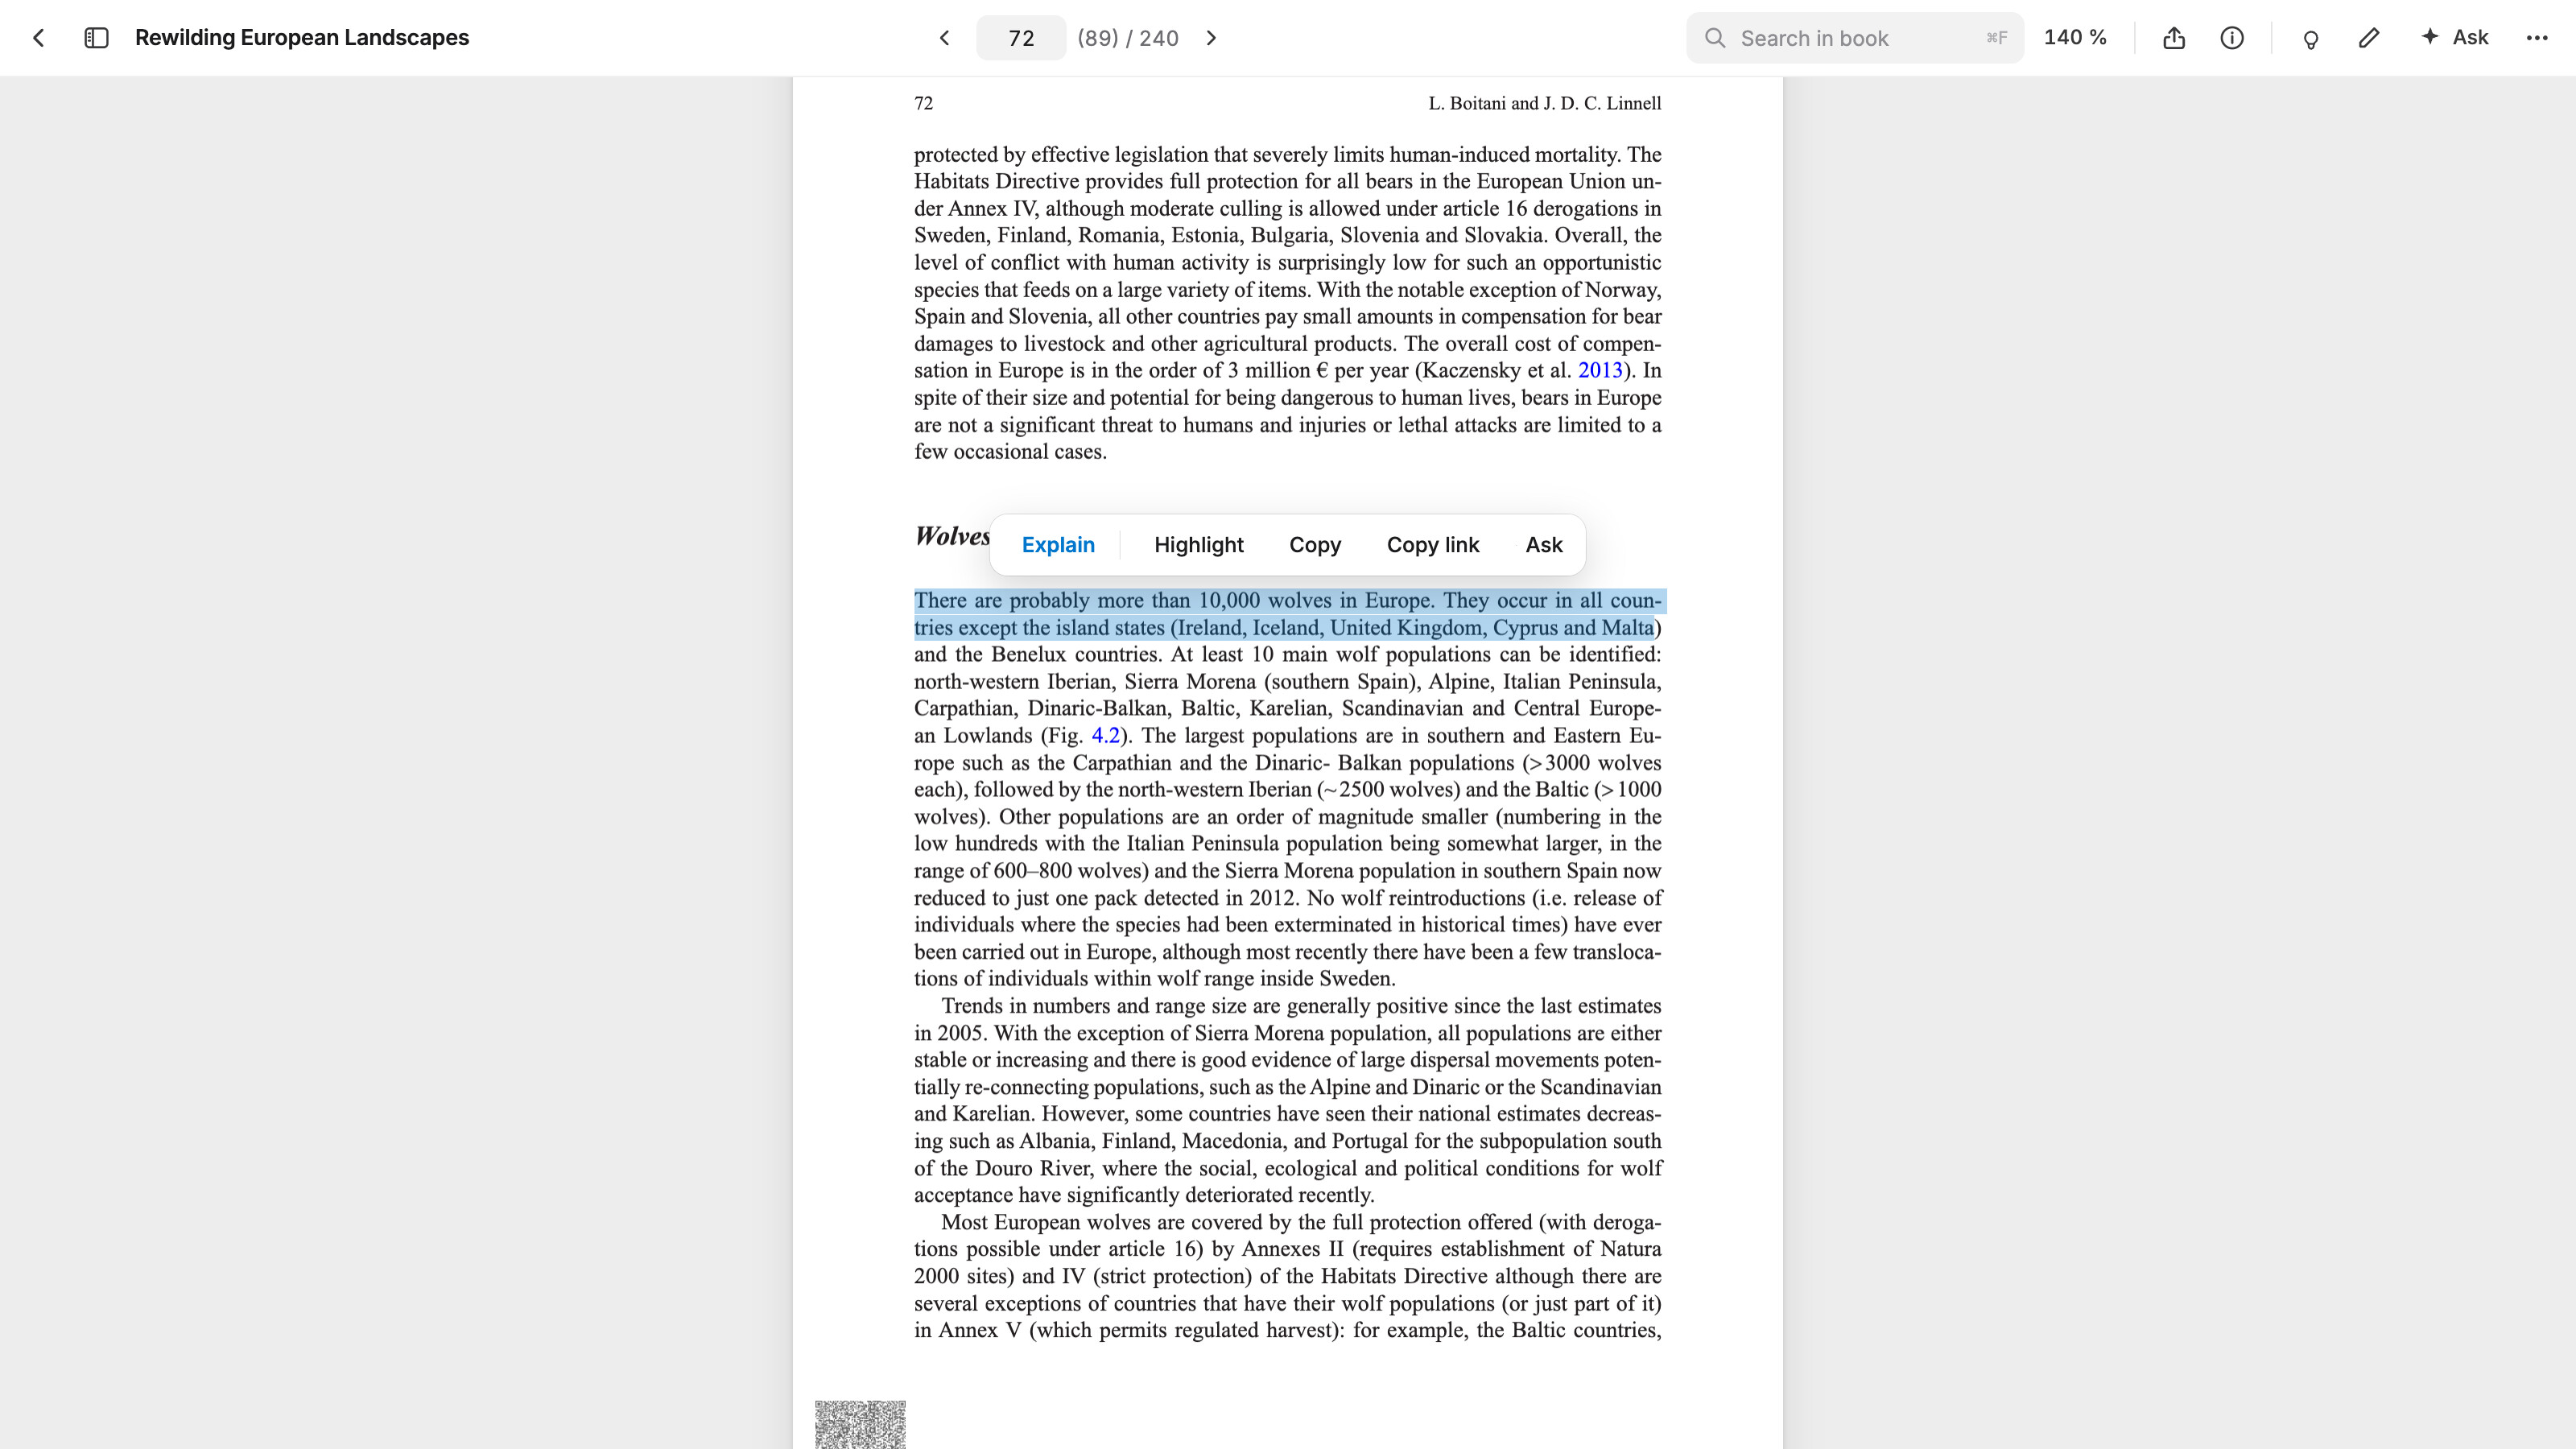 Rewilding European Landscapes
72 (89) / 240
Search in book ⌘F
140 %
Ask
72 L. Boitani and J. D. C. Linnell
protected by effective legislation that severely limits human-induced mortality. The
Habitats Directive provides full protection for all bears in the European Union un-
der Annex IV, although moderate culling is allowed under article 16 derogations in
Sweden, Finland, Romania, Estonia, Bulgaria, Slovenia and Slovakia. Overall, the
level of conflict with human activity is surprisingly low for such an opportunistic
species that feeds on a large variety of items. With the notable exception of Norway,
Spain and Slovenia, all other countries pay small amounts in compensation for bear
damages to livestock and other agricultural products. The overall cost of compen-
sation in Europe is in the order of 3 million € per year (Kaczensky et al. 2013). In
spite of their size and potential for being dangerous to human lives, bears in Europe
are not a significant threat to humans and injuries or lethal attacks are limited to a
few occasional cases.
Wolves
Explain Highlight Copy Copy link Ask
There are probably more than 10,000 wolves in Europe. They occur in all coun-
tries except the island states (Ireland, Iceland, United Kingdom, Cyprus and Malta)
and the Benelux countries. At least 10 main wolf populations can be identified:
north-western Iberian, Sierra Morena (southern Spain), Alpine, Italian Peninsula,
Carpathian, Dinaric-Balkan, Baltic, Karelian, Scandinavian and Central Europe-
an Lowlands (Fig. 4.2). The largest populations are in southern and Eastern Eu-
rope such as the Carpathian and the Dinaric- Balkan populations (>3000 wolves
each), followed by the north-western Iberian (~2500 wolves) and the Baltic (>1000
wolves). Other populations are an order of magnitude smaller (numbering in the
low hundreds with the Italian Peninsula population being somewhat larger, in the
range of 600–800 wolves) and the Sierra Morena population in southern Spain now
reduced to just one pack detected in 2012. No wolf reintroductions (i.e. release of
individuals where the species had been exterminated in historical times) have ever
been carried out in Europe, although most recently there have been a few transloca-
tions of individuals within wolf range inside Sweden.
Trends in numbers and range size are generally positive since the last estimates
in 2005. With the exception of Sierra Morena population, all populations are either
stable or increasing and there is good evidence of large dispersal movements poten-
tially re-connecting populations, such as the Alpine and Dinaric or the Scandinavian
and Karelian. However, some countries have seen their national estimates decreas-
ing such as Albania, Finland, Macedonia, and Portugal for the subpopulation south
of the Douro River, where the social, ecological and political conditions for wolf
acceptance have significantly deteriorated recently.
Most European wolves are covered by the full protection offered (with deroga-
tions possible under article 16) by Annexes II (requires establishment of Natura
2000 sites) and IV (strict protection) of the Habitats Directive although there are
several exceptions of countries that have their wolf populations (or just part of it)
in Annex V (which permits regulated harvest): for example, the Baltic countries,